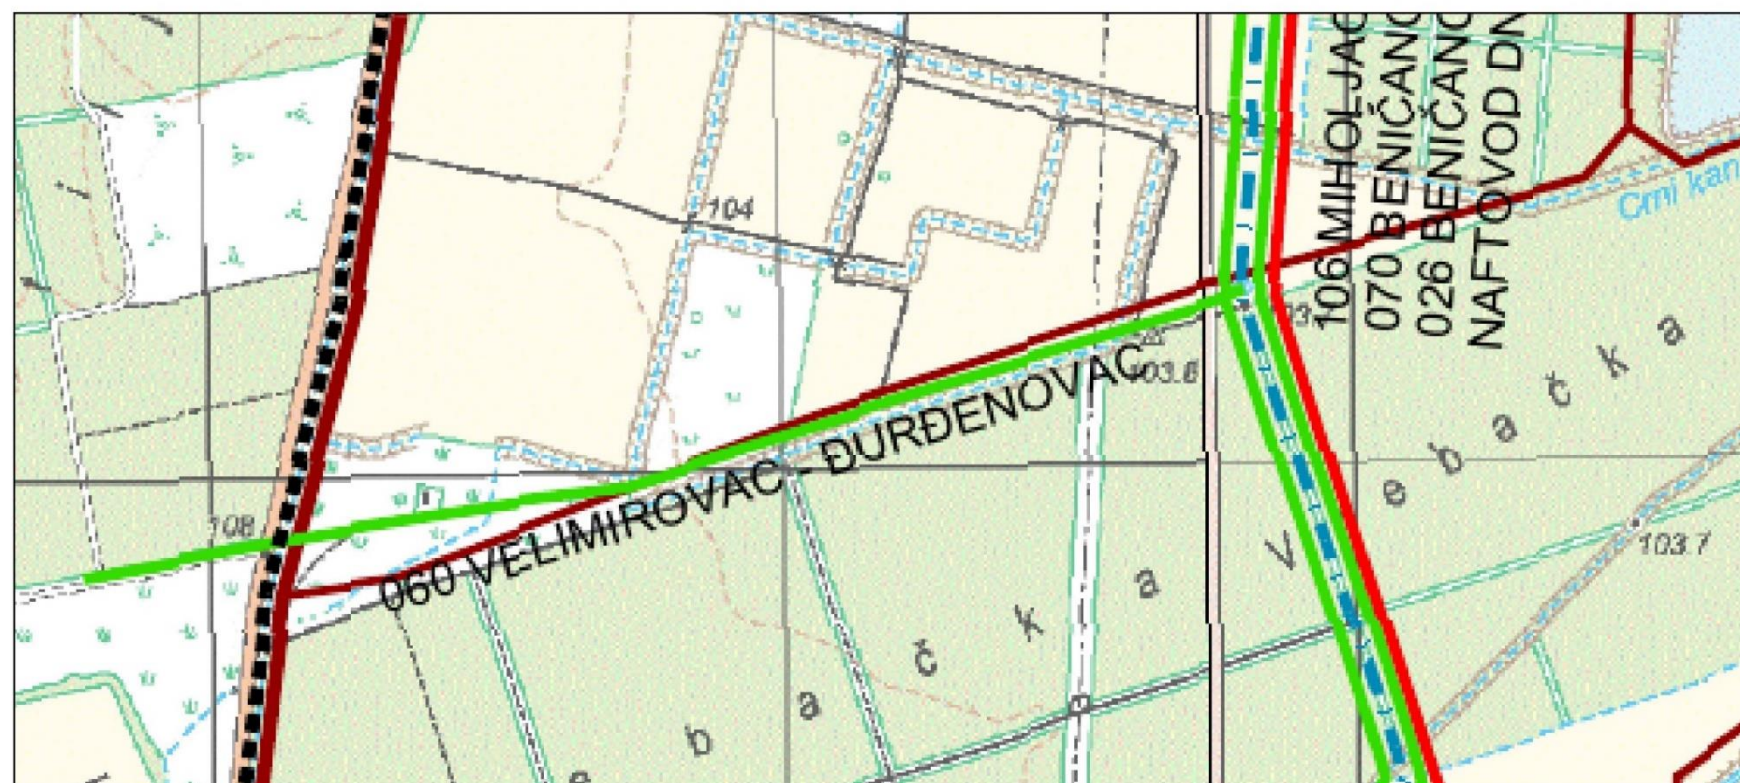 106 MIHOLJAC
070 BENIČANC
026 BENIČANC
NAFTOVOD DN
104
Crni kan
103.8
060 VELIMIROVAC - ĐURĐENOVAC
108
103.7
V e b a č k a
e b a č k a